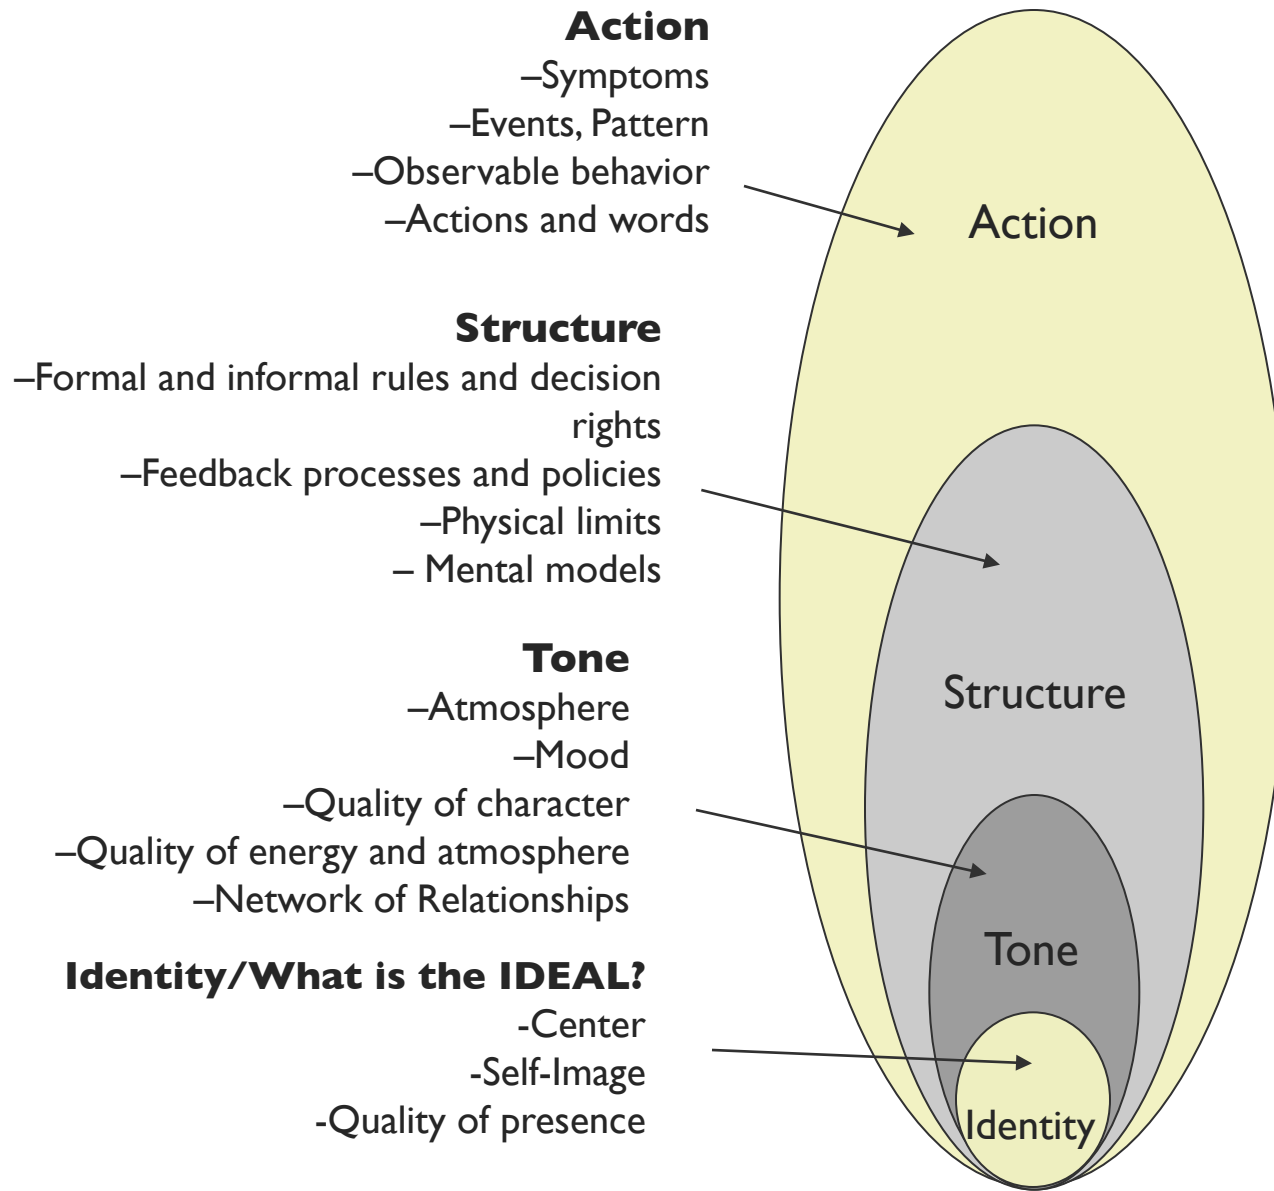 Action
–Symptoms
–Events, Pattern
–Observable behavior
–Actions and words
Action
Structure
–Formal and informal rules and decision
rights
–Feedback processes and policies
–Physical limits
– Mental models
Structure
Tone
–Atmosphere
–Mood
–Quality of character
–Quality of energy and atmosphere
–Network of Relationships
Tone
Identity/What is the IDEAL?
-Center
-Self-Image
-Quality of presence
Identity